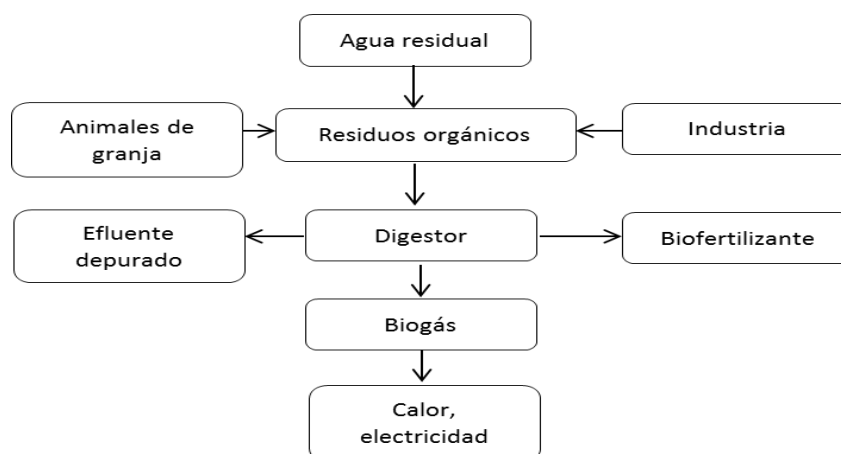 Agua residual
Animales de
granja
Residuos orgánicos
Industria
Efluente
depurado
Digestor
Biofertilizante
Biogás
Calor,
electricidad